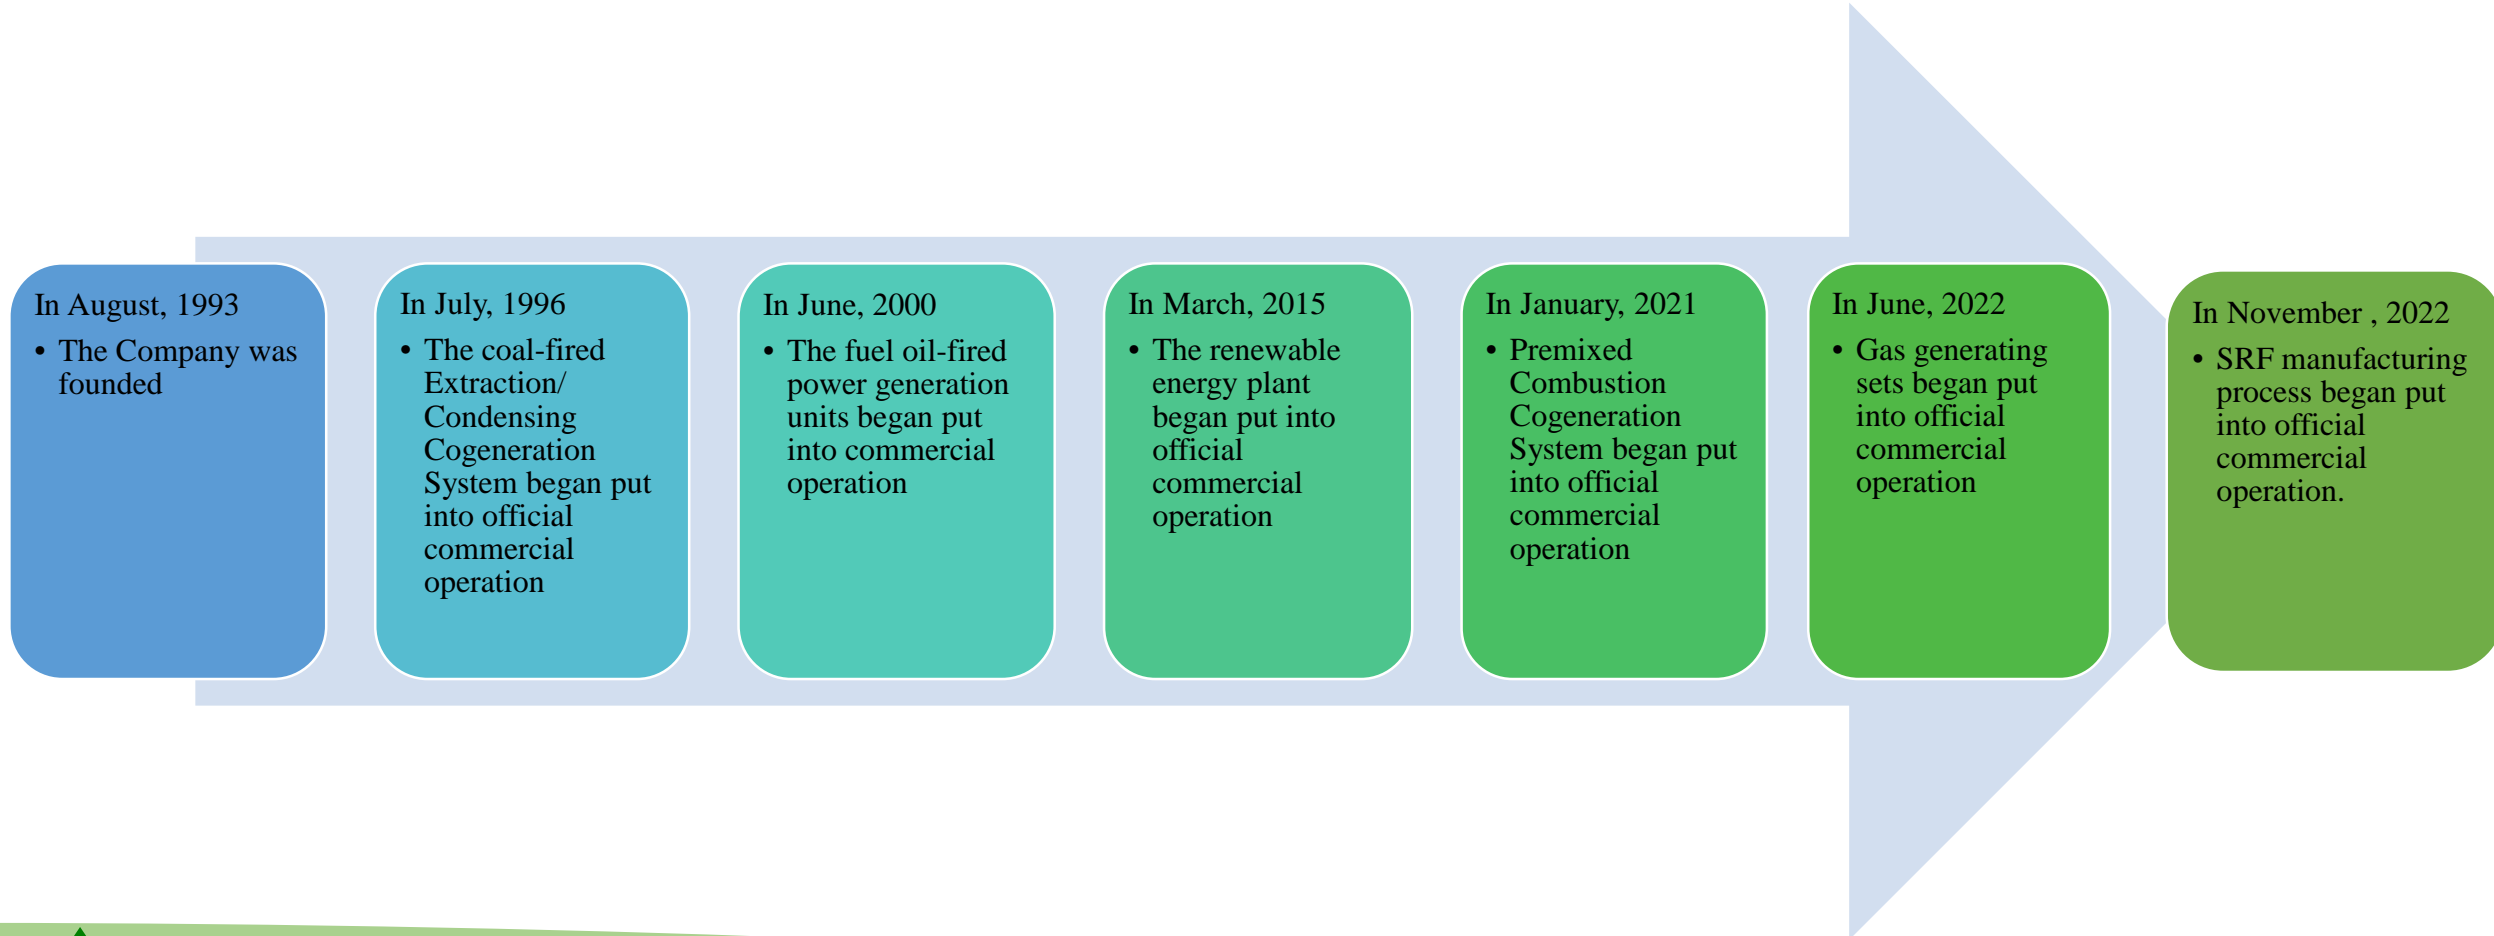 In August, 1993
• The Company was
founded
In July, 1996
• The coal-fired
Extraction/
Condensing
Cogeneration
System began put
into official
commercial
operation
In June, 2000
• The fuel oil-fired
power generation
units began put
into commercial
operation
In March, 2015
• The renewable
energy plant
began put into
official
commercial
operation
In January, 2021
• Premixed
Combustion
Cogeneration
System began put
into official
commercial
operation
In June, 2022
• Gas generating
sets began put
into official
commercial
operation
In November , 2022
• SRF manufacturing
process began put
into official
commercial
operation.